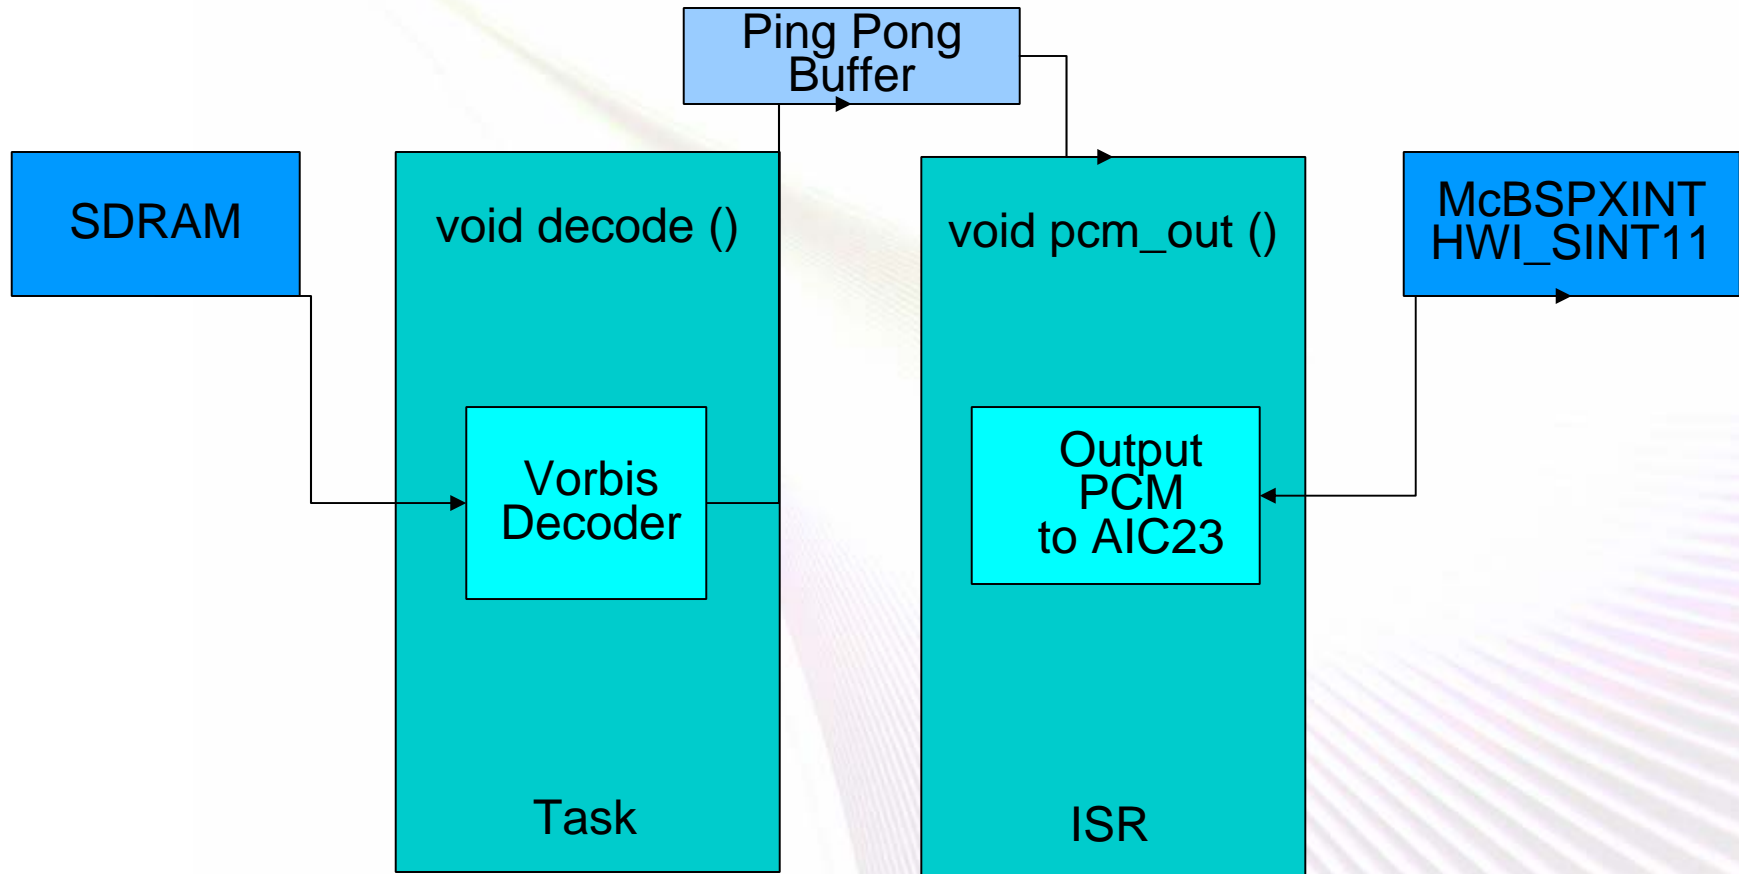 Ping Pong
Buffer
SDRAM
void decode ()
void pcm_out ()
McBSPXINT
HWI_SINT11
Vorbis
Decoder
Output
PCM
to AIC23
Task
ISR